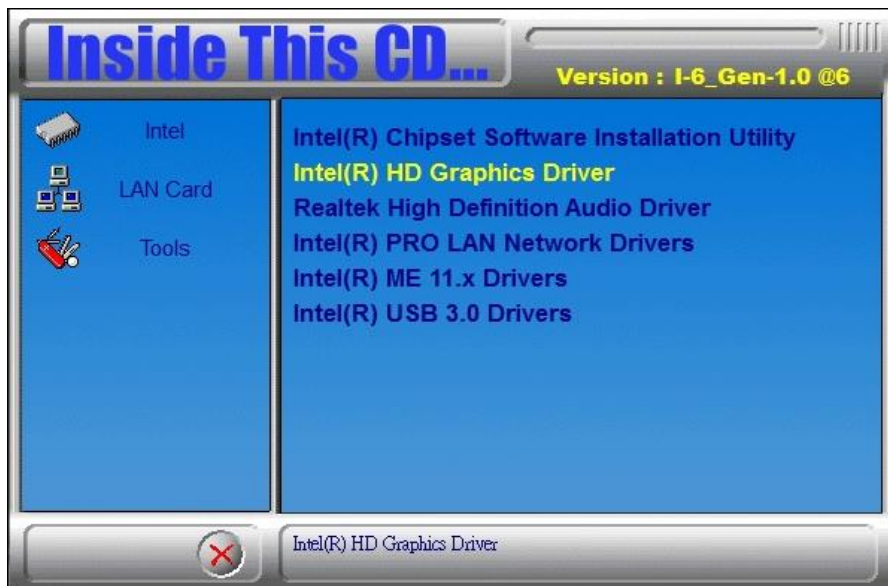 Inside This CD...
Version : I-6_Gen-1.0 @6
Intel
LAN Card
Tools
Intel(R) Chipset Software Installation Utility
Intel(R) HD Graphics Driver
Realtek High Definition Audio Driver
Intel(R) PRO LAN Network Drivers
Intel(R) ME 11.x Drivers
Intel(R) USB 3.0 Drivers
Intel(R) HD Graphics Driver